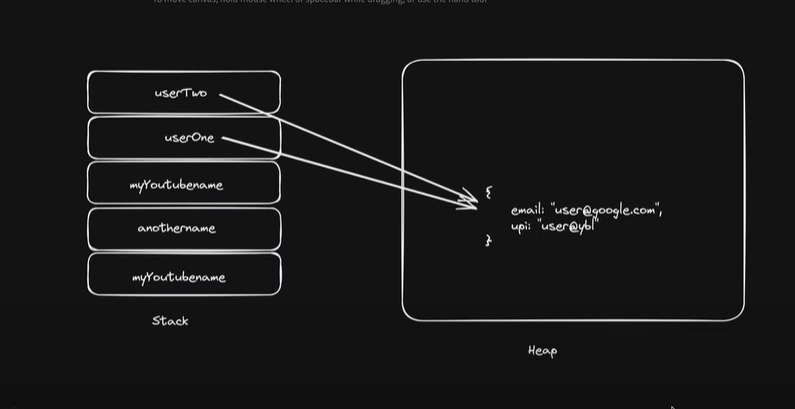 To move canvas, hold mouse wheel or spacebar while dragging, or use the hand tool
userTwo
userOne
myYoutubename
anothername
myYoutubename
Stack
{
email: "user@google.com",
upi: "user@ybl"
}
Heap